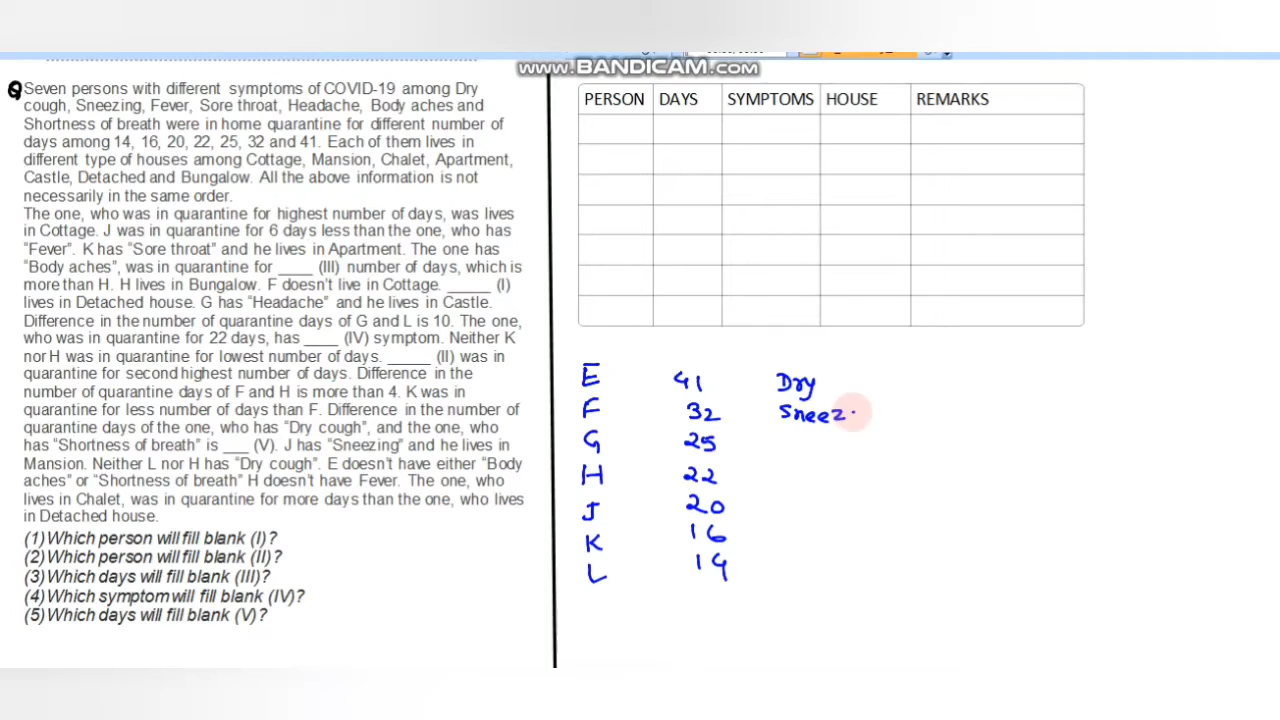 www.BANDICAM.com
Q Seven persons with different symptoms of COVID-19 among Dry
cough, Sneezing, Fever, Sore throat, Headache, Body aches and
Shortness of breath were in home quarantine for different number of
days among 14, 16, 20, 22, 25, 32 and 41. Each of them lives in
different type of houses among Cottage, Mansion, Chalet, Apartment,
Castle, Detached and Bungalow. All the above information is not
necessarily in the same order.
The one, who was in quarantine for highest number of days, was lives
in Cottage. J was in quarantine for 6 days less than the one, who has
“Fever”. K has “Sore throat” and he lives in Apartment. The one has
“Body aches”, was in quarantine for ____ (III) number of days, which is
more than H. H lives in Bungalow. F doesn’t live in Cottage. _____ (I)
lives in Detached house. G has “Headache” and he lives in Castle.
Difference in the number of quarantine days of G and L is 10. The one,
who was in quarantine for 22 days, has ____ (IV) symptom. Neither K
nor H was in quarantine for lowest number of days. _____ (II) was in
quarantine for second highest number of days. Difference in the
number of quarantine days of F and H is more than 4. K was in
quarantine for less number of days than F. Difference in the number of
quarantine days of the one, who has “Dry cough”, and the one, who
has “Shortness of breath” is ___ (V). J has “Sneezing” and he lives in
Mansion. Neither L nor H has “Dry cough”. E doesn’t have either “Body
aches” or “Shortness of breath” H doesn’t have Fever. The one, who
lives in Chalet, was in quarantine for more days than the one, who lives
in Detached house.
(1) Which person will fill blank (I)?
(2) Which person will fill blank (II)?
(3) Which days will fill blank (III)?
(4) Which symptom will fill blank (IV)?
(5) Which days will fill blank (V)?
PERSON DAYS SYMPTOMS HOUSE REMARKS
E 41 Dry
F 32 Sneez
G 25
H 22
J 20
K 16
L 14